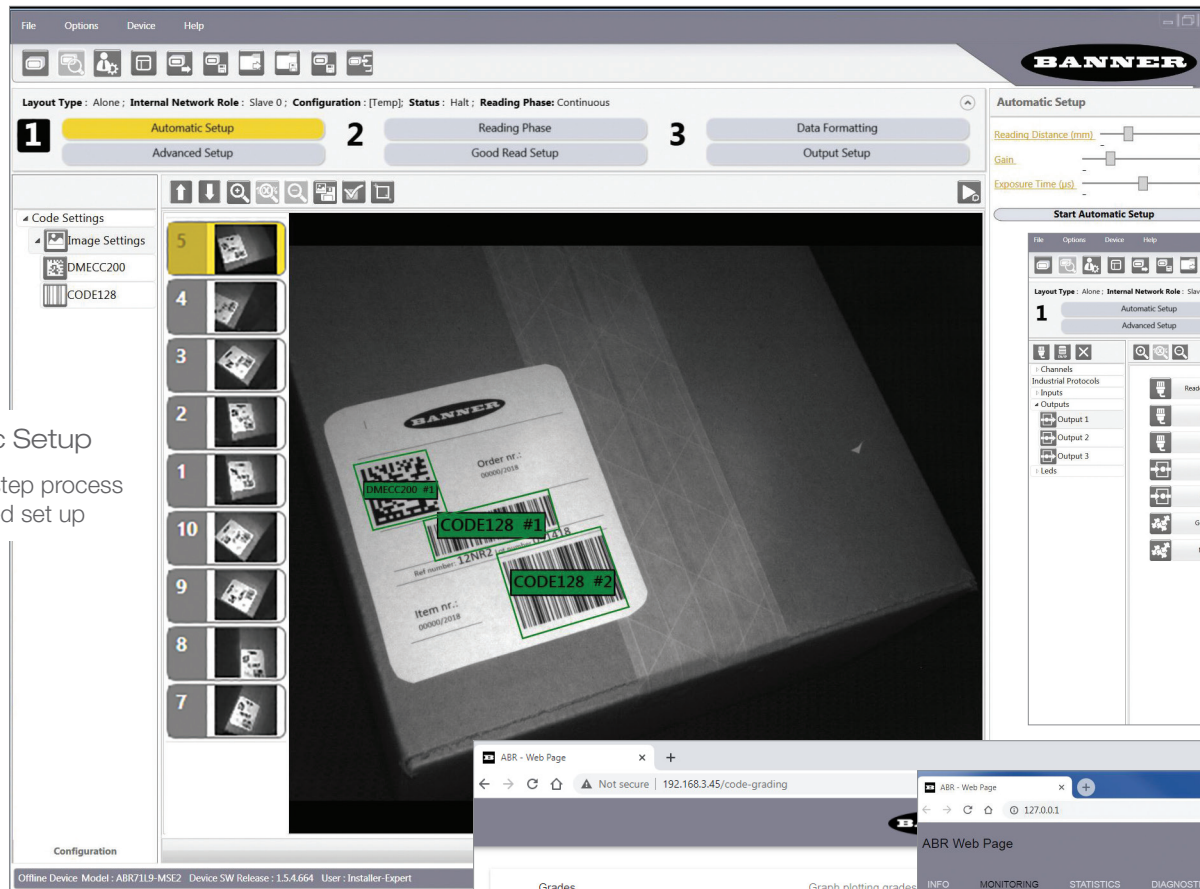 File Options Device Help
BANNER
Layout Type : Alone ; Internal Network Role : Slave 0 ; Configuration : [Temp]; Status : Halt ; Reading Phase: Continuous
1
Automatic Setup
Advanced Setup
2
Reading Phase
Good Read Setup
3
Data Formatting
Output Setup
Automatic Setup
Reading Distance (mm)
Gain
Exposure Time (µs)
Start Automatic Setup
Code Settings
Image Settings
DMECC200
CODE128
5
4
3
2
1
10
9
8
7
BANNER
Order nr.:
00000/2018
DMECC200 #1
CODE128 #1
Ref number: 12NR2
CODE128 #2
Item nr.:
00000/2018
c Setup
step process
d set up
File Options Device Help
Layout Type : Alone ; Internal Network Role : Slav
1
Automatic Setup
Advanced Setup
Channels
Industrial Protocols
Inputs
Outputs
Output 1
Output 2
Output 3
Leds
Read
G
ABR - Web Page
Not secure | 192.168.3.45/code-grading
Grades
Graph plotting grades
ABR - Web Page
127.0.0.1
ABR Web Page
INFO MONITORING STATISTICS DIAGNOST
Configuration
Offline Device Model : ABR71L9-MSE2 Device SW Release : 1.5.4.664 User : Installer-Expert